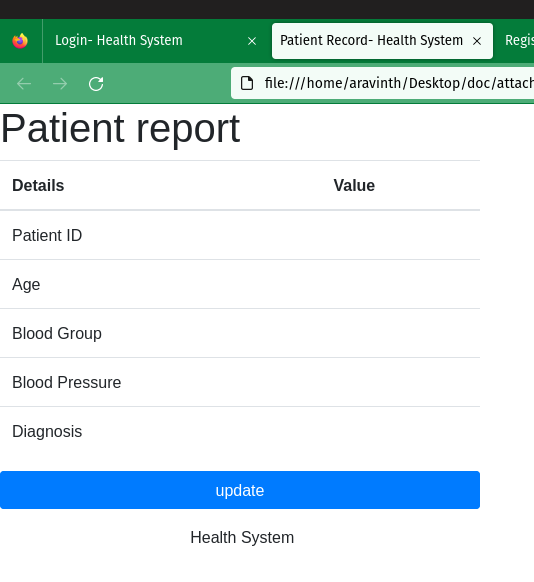 Login- Health System
Patient Record- Health System
Regis
file:///home/aravinth/Desktop/doc/attach
Patient report
Details Value
Patient ID
Age
Blood Group
Blood Pressure
Diagnosis
update
Health System